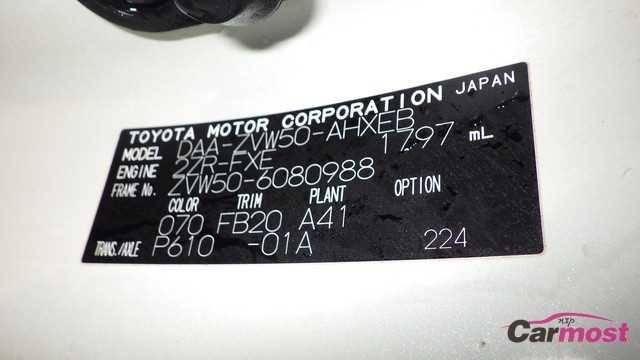 TOYOTA MOTOR CORPORATION JAPAN
MODEL DAA-ZVW50-AHXEB
ENGINE 2ZR-FXE 1797 mL
FRAME No. ZVW50-6080988
COLOR TRIM PLANT OPTION
070 FB20 A41
TRANS./AXLE P610 -01A 224
Carmost